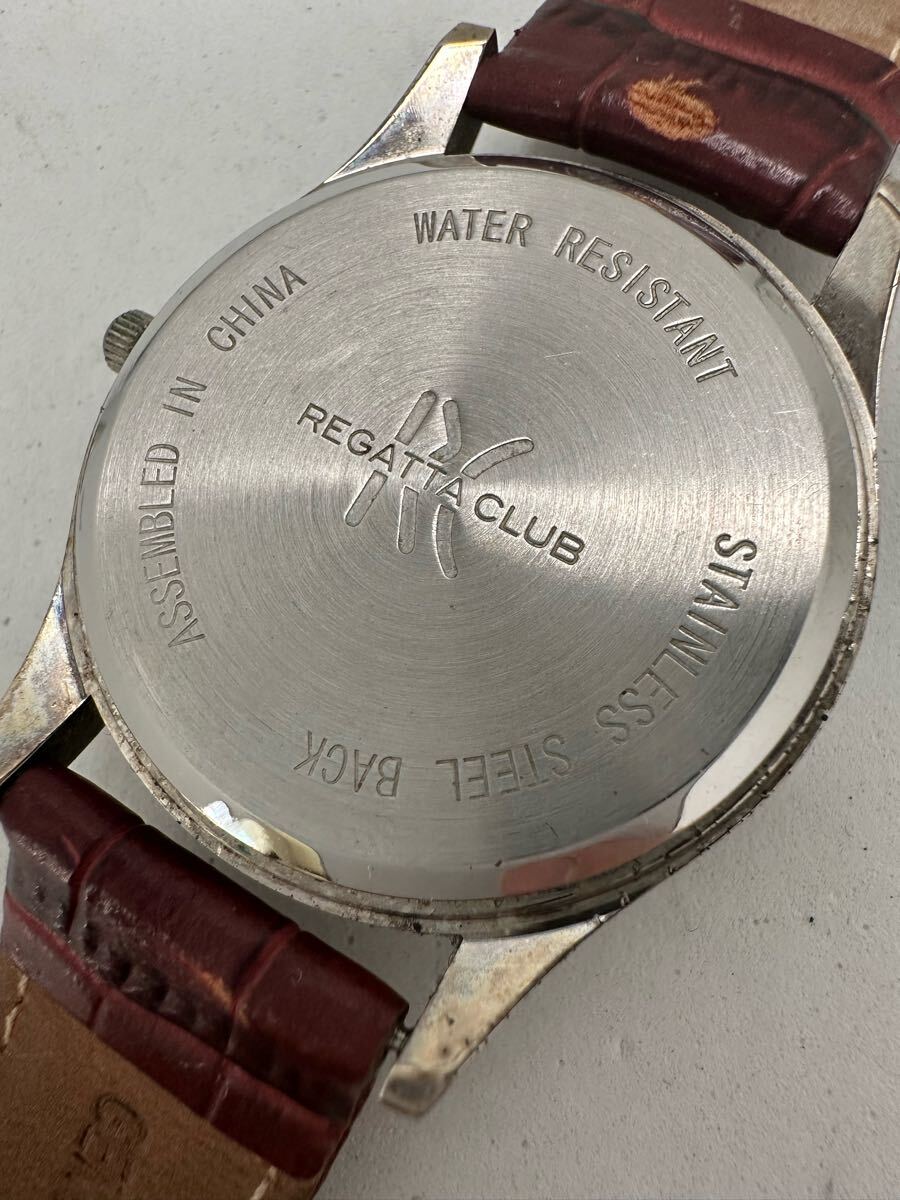 WATER RESISTANT
STAINLESS STEEL BACK
ASSEMBLED IN CHINA
REGATTA CLUB